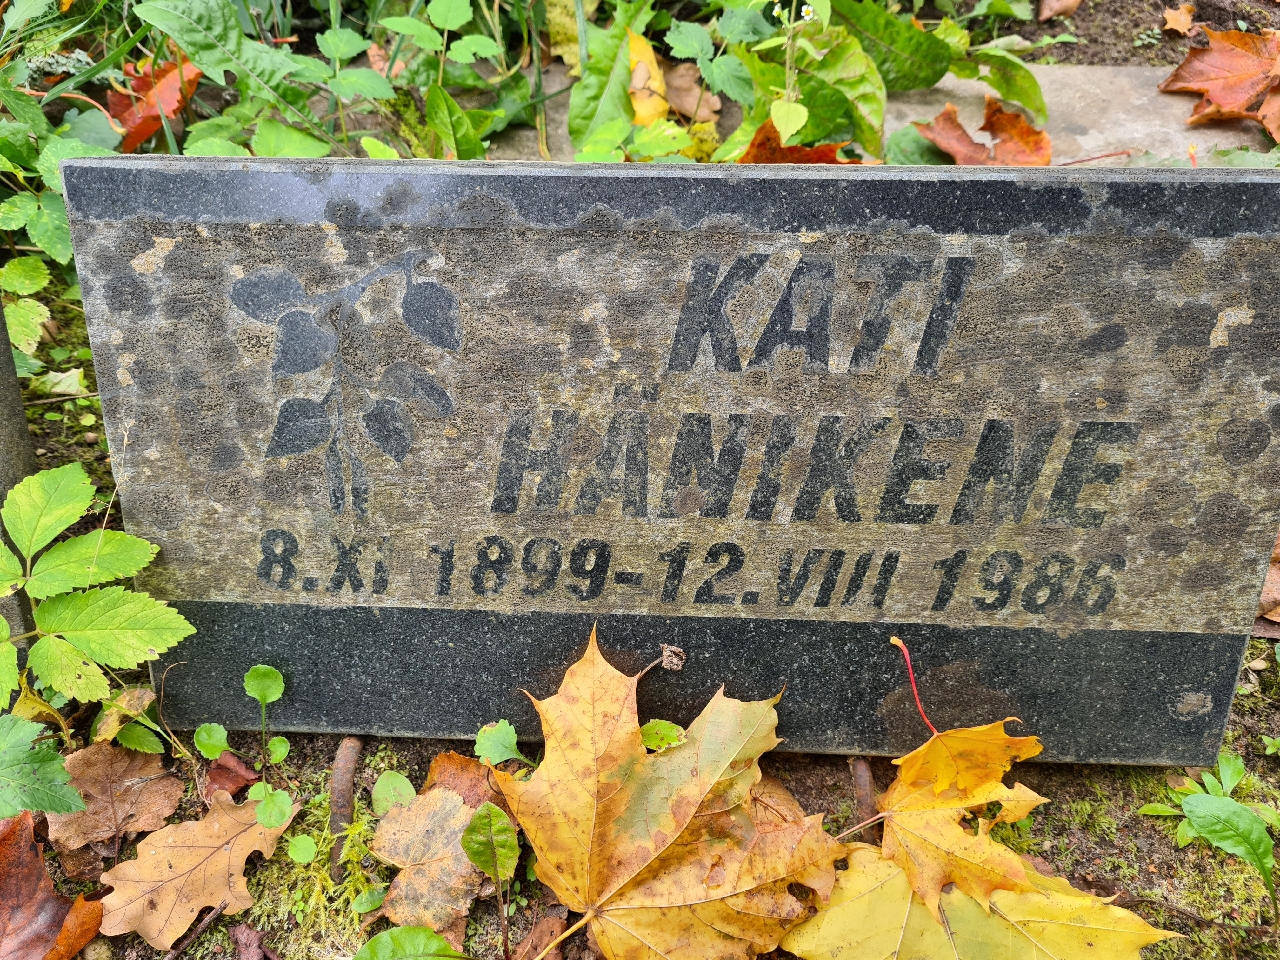 KATI
HÄNIKENE
8.XI 1899-12.VIII 1986